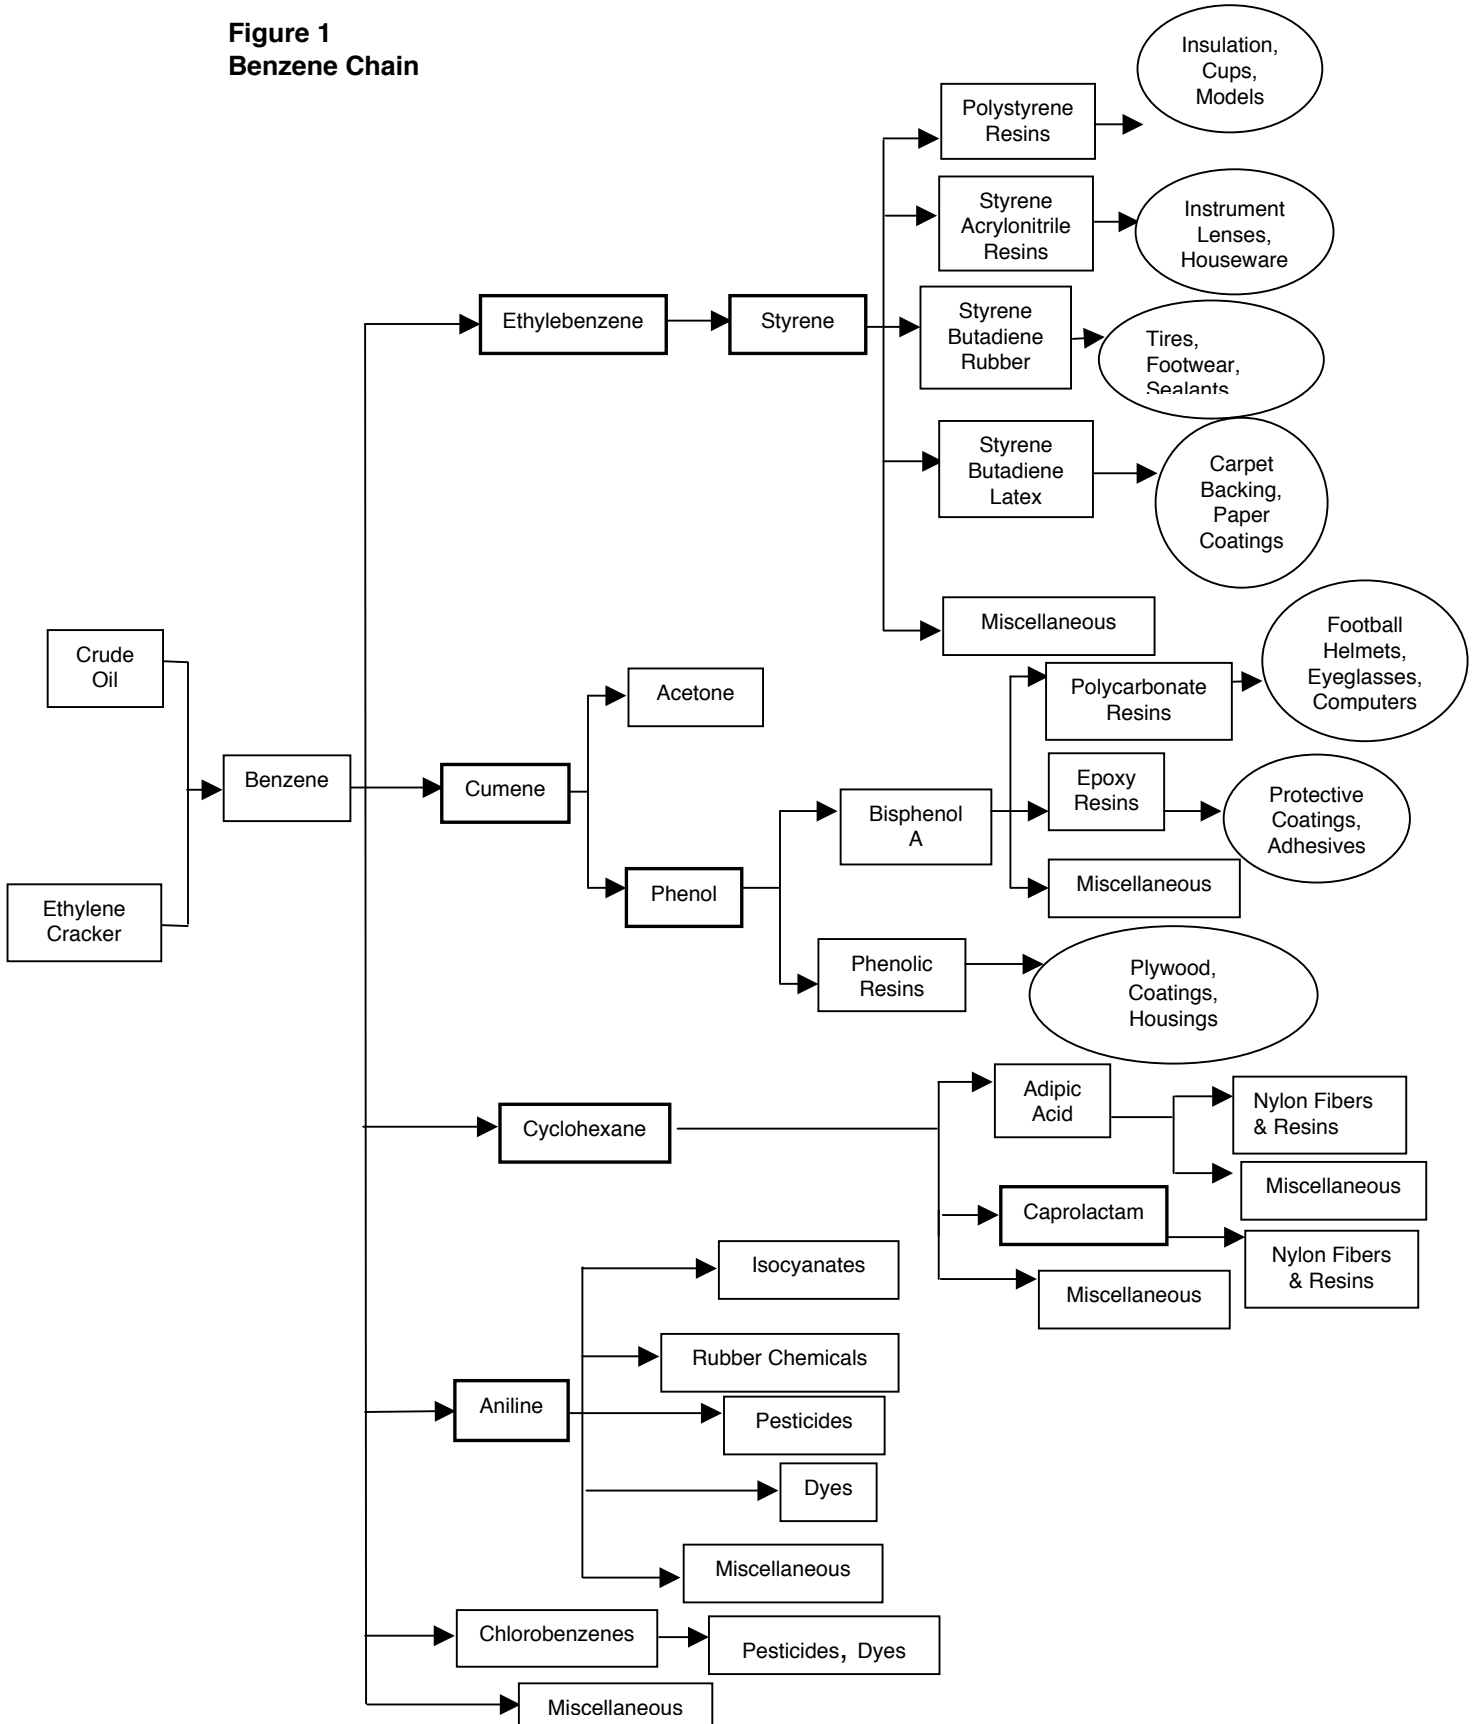 Figure 1
Benzene Chain
Insulation,
Cups,
Models
Polystyrene
Resins
Styrene
Acrylonitrile
Resins
Instrument
Lenses,
Houseware
Ethylebenzene
Styrene
Styrene
Butadiene
Rubber
Tires,
Footwear,
Sealants
Styrene
Butadiene
Latex
Carpet
Backing,
Paper
Coatings
Miscellaneous
Football
Helmets,
Eyeglasses,
Computers
Crude
Oil
Acetone
Polycarbonate
Resins
Benzene
Cumene
Bisphenol
A
Epoxy
Resins
Protective
Coatings,
Adhesives
Miscellaneous
Ethylene
Cracker
Phenol
Phenolic
Resins
Plywood,
Coatings,
Housings
Cyclohexane
Adipic
Acid
Nylon Fibers
& Resins
Miscellaneous
Caprolactam
Nylon Fibers
& Resins
Miscellaneous
Isocyanates
Rubber Chemicals
Aniline
Pesticides
Dyes
Miscellaneous
Chlorobenzenes
Pesticides, Dyes
Miscellaneous